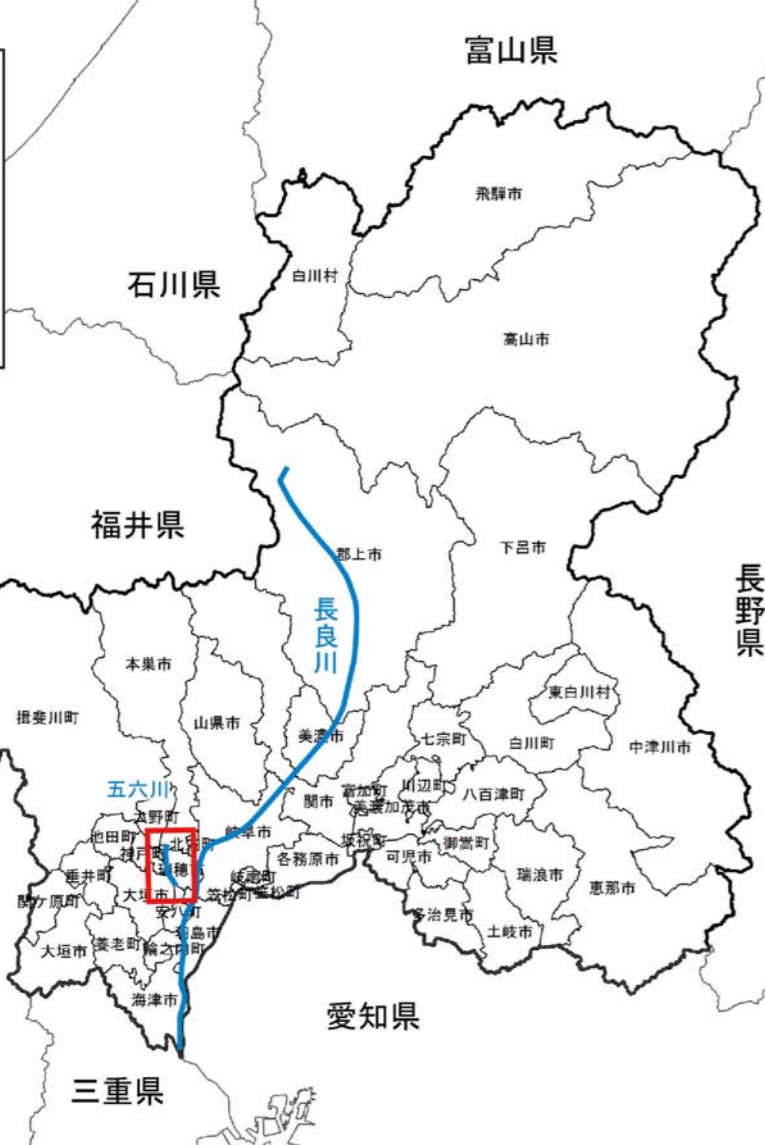 富山県
飛騨市
白川村
石川県
高山市
福井県
郡上市
下呂市
長野県
長良川
本巣市
東白川村
揖斐川町
山県市
美濃市
七宗町
白川町
中津川市
五六川
川辺町
富加町
八百津町
関市
美濃加茂市
大野町
岐阜市
池田町
北方町
坂祝町
御嵩町
神戸町
各務原市
可児市
瑞穂市
垂井町
岐南町
瑞浪市
恵那市
大垣市
笠松町
笠松町
関ケ原町
安八町
多治見市
羽島市
土岐市
大垣市
養老町
輪之内町
海津市
愛知県
三重県